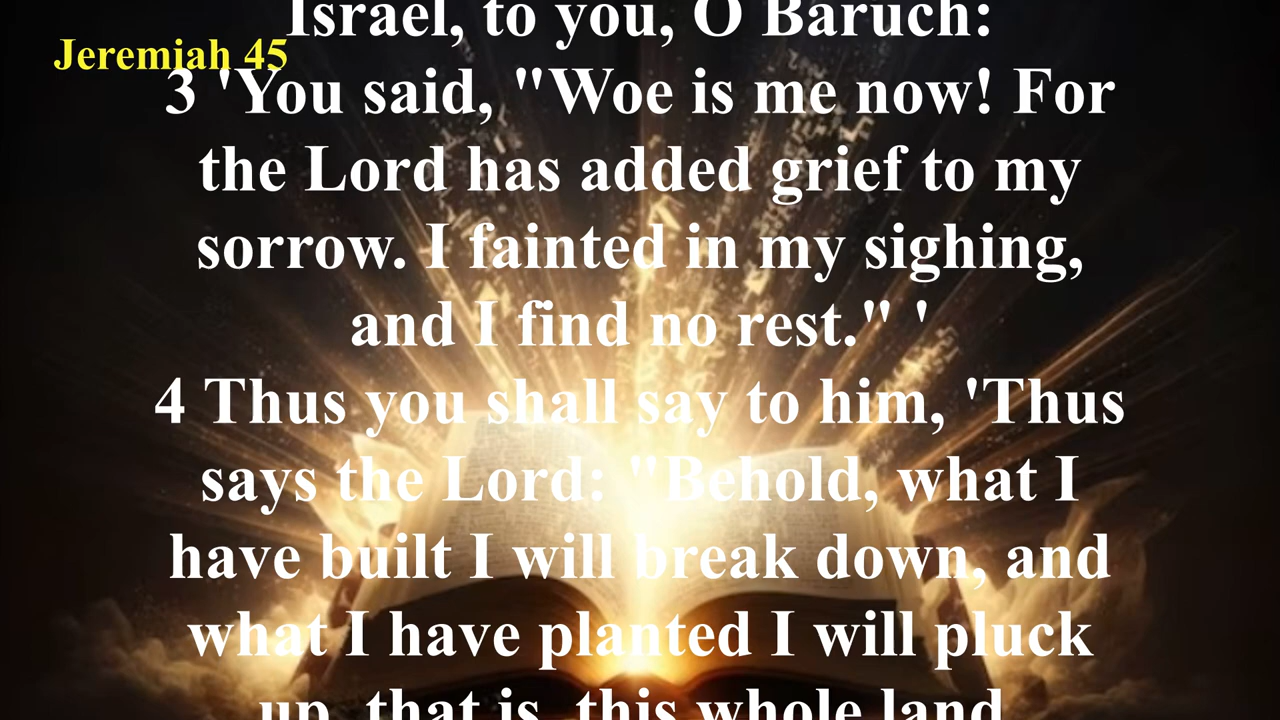 Israel, to you, O Baruch:
Jeremiah 45
3 'You said, "Woe is me now! For
the Lord has added grief to my
sorrow. I fainted in my sighing,
and I find no rest." '
4 Thus you shall say to him, 'Thus
says the Lord: "Behold, what I
have built I will break down, and
what I have planted I will pluck
up, that is, this whole land.